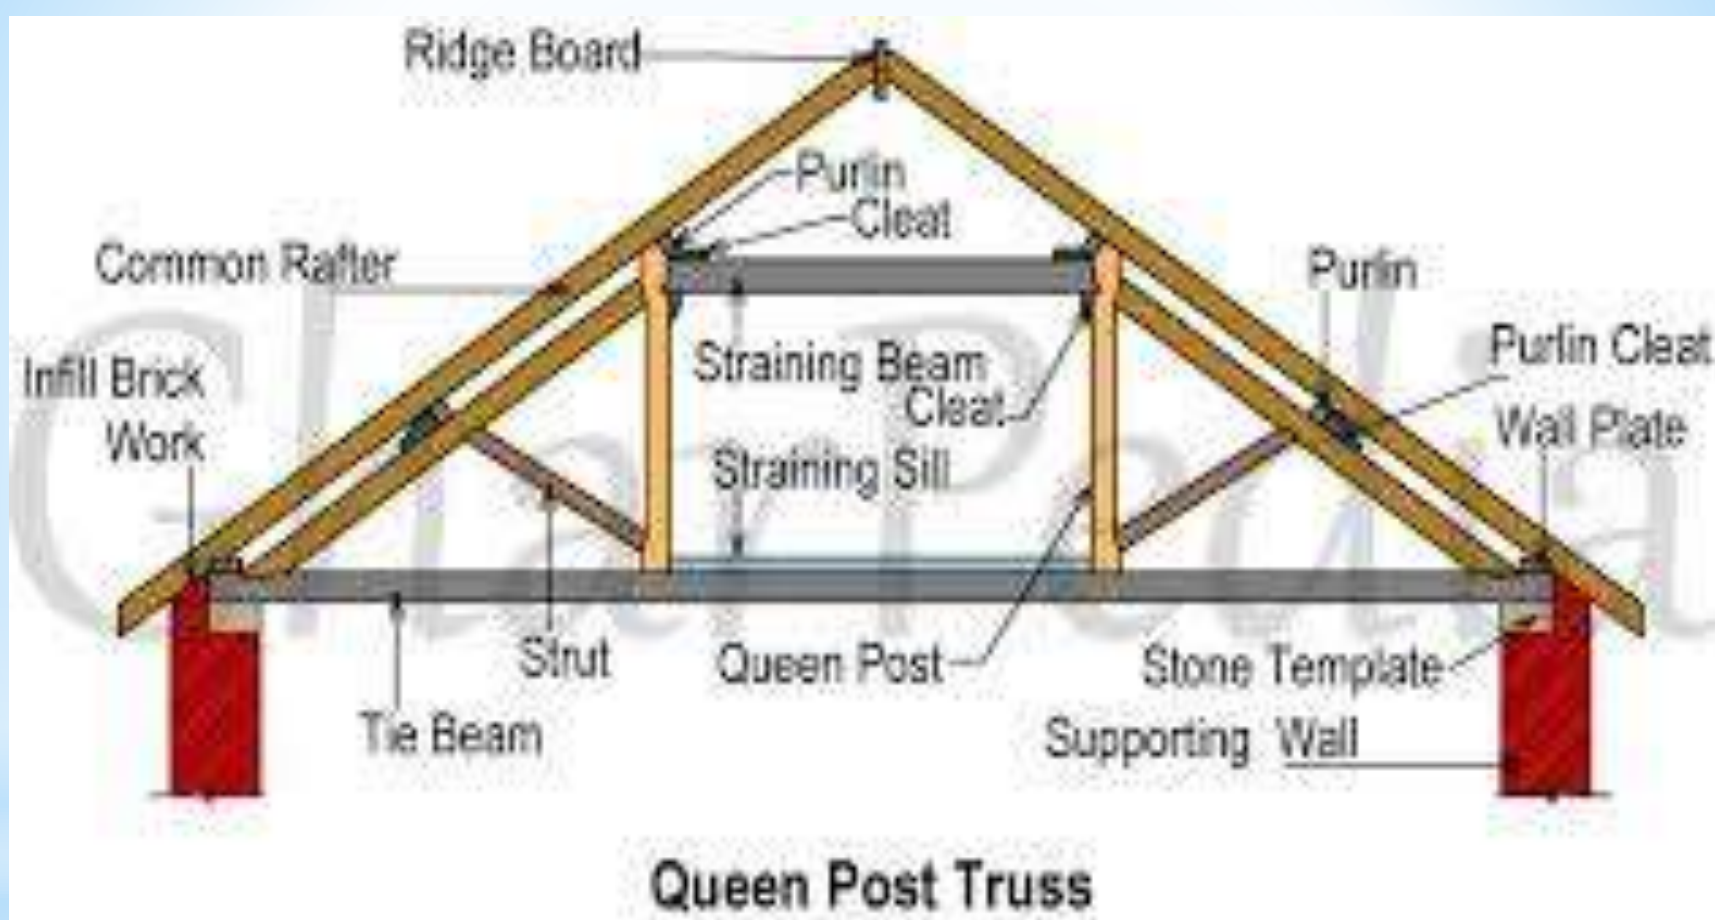 Ridge Board
Purlin
Cleat
Common Rafter
Purlin
Infill Brick
Work
Straining Beam
Cleat
Purlin Cleat
Wall Plate
Straining Sill
Strut
Queen Post
Stone Template
Tie Beam
Supporting Wall
Queen Post Truss